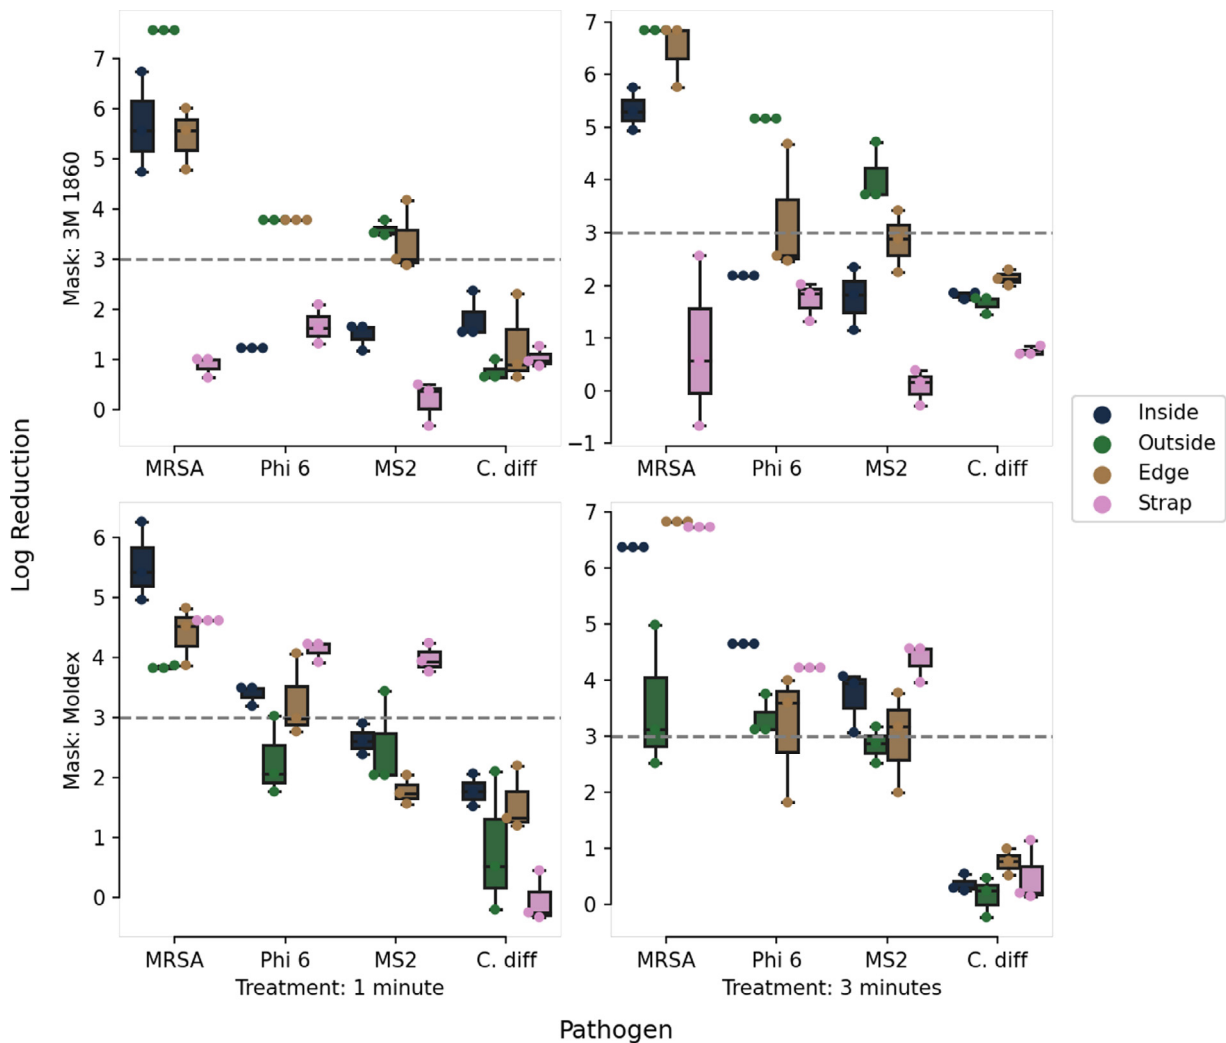 Log Reduction
Mask: 3M 1860
7
6
5
4
3
2
1
0
MRSA Phi 6 MS2 C. diff
7
6
5
4
3
2
1
0
−1
MRSA Phi 6 MS2 C. diff
Inside
Outside
Edge
Strap
Mask: Moldex
6
5
4
3
2
1
0
MRSA Phi 6 MS2 C. diff
Treatment: 1 minute
7
6
5
4
3
2
1
0
MRSA Phi 6 MS2 C. diff
Treatment: 3 minutes
Pathogen